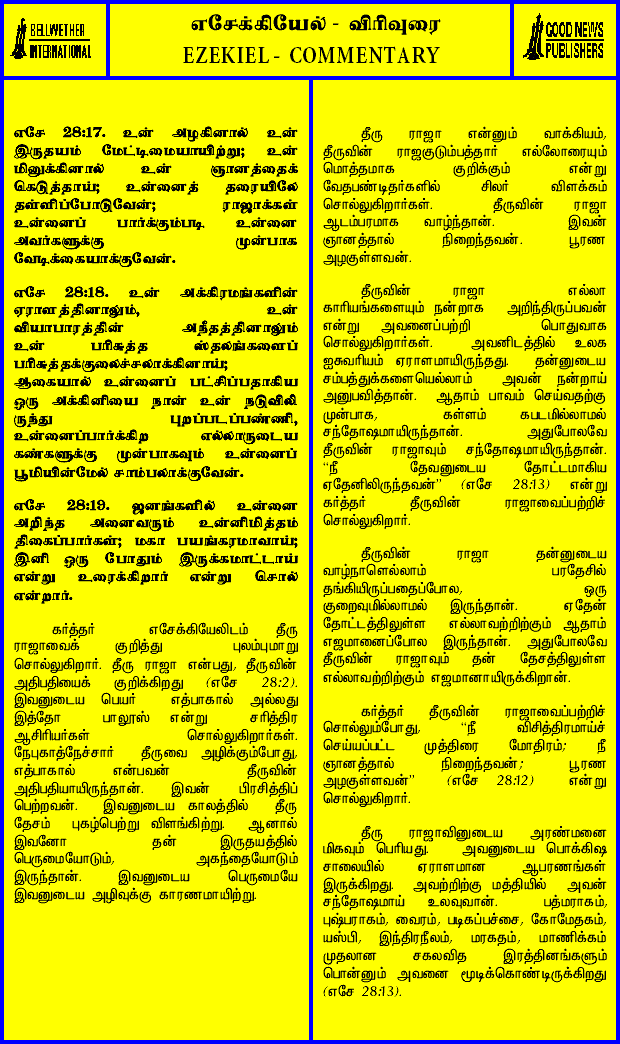 BELLWETHER
INTERNATIONAL
எசேக்கியேல் - விரிவுரை
EZEKIEL - COMMENTARY
GOOD NEWS
PUBLISHERS
எசே 28:17. உன் அழகினால் உன்
இருதயம் மேட்டிமையாயிற்று; உன்
மினுக்கினால் உன் ஞானத்தைக்
கெடுத்தாய்; உன்னைத் தரையிலே
தள்ளிப்போடுவேன்; ராஜாக்கள்
உன்னைப் பார்க்கும்படி உன்னை
அவர்களுக்கு முன்பாக
வேடிக்கையாக்குவேன்.
எசே 28:18. உன் அக்கிரமங்களின்
ஏராளத்தினாலும், உன்
வியாபாரத்தின் அநீதத்தினாலும்
உன் பரிசுத்த ஸ்தலங்களைப்
பரிசுத்தக்குலைச்சலாக்கினாய்;
ஆகையால் உன்னைப் பட்சிப்பதாகிய
ஒரு அக்கினியை நான் உன் நடுவிலி
ருந்து புறப்படப்பண்ணி,
உன்னைப்பார்க்கிற எல்லாருடைய
கண்களுக்கு முன்பாகவும் உன்னைப்
பூமியின்மேல் சாம்பலாக்குவேன்.
எசே 28:19. ஜனங்களில் உன்னை
அறிந்த அனைவரும் உன்னிமித்தம்
திகைப்பார்கள்; மகா பயங்கரமாவாய்;
இனி ஒரு போதும் இருக்கமாட்டாய்
என்று உரைக்கிறார் என்று சொல்
என்றார்.
கர்த்தர் எசேக்கியேலிடம் தீரு
ராஜாவைக் குறித்து புலம்புமாறு
சொல்லுகிறார். தீரு ராஜா என்பது, தீருவின்
அதிபதியைக் குறிக்கிறது (எசே 28:2).
இவனுடைய பெயர் எத்பாகால் அல்லது
இத்தோ பாலூஸ் என்று சரித்திர
ஆசிரியர்கள் சொல்லுகிறார்கள்.
நேபுகாத்நேச்சார் தீருவை அழிக்கும்போது,
எத்பாகால் என்பவன் தீருவின்
அதிபதியாயிருந்தான். இவன் பிரசித்திப்
பெற்றவன். இவனுடைய காலத்தில் தீரு
தேசம் புகழ்பெற்று விளங்கிற்று. ஆனால்
இவனோ தன் இருதயத்தில்
பெருமையோடும், அகந்தையோடும்
இருந்தான். இவனுடைய பெருமையே
இவனுடைய அழிவுக்கு காரணமாயிற்று.
தீரு ராஜா என்னும் வாக்கியம்,
தீருவின் ராஜகுடும்பத்தார் எல்லோரையும்
மொத்தமாக குறிக்கும் என்று
வேதபண்டிதர்களில் சிலர் விளக்கம்
சொல்லுகிறார்கள். தீருவின் ராஜா
ஆடம்பரமாக வாழ்ந்தான். இவன்
ஞானத்தால் நிறைந்தவன். பூரண
அழகுள்ளவன்.
தீருவின் ராஜா எல்லா
காரியங்களையும் நன்றாக அறிந்திருப்பவன்
என்று அவனைப்பற்றி பொதுவாக
சொல்லுகிறார்கள். அவனிடத்தில் உலக
ஐசுவரியம் ஏராளமாயிருந்தது. தன்னுடைய
சம்பத்துக்களையெல்லாம் அவன் நன்றாய்
அனுபவித்தான். ஆதாம் பாவம் செய்வதற்கு
முன்பாக, கள்ளம் கபடமில்லாமல்
சந்தோஷமாயிருந்தான். அதுபோலவே
தீருவின் ராஜாவும் சந்தோஷமாயிருந்தான்.
“நீ தேவனுடைய தோட்டமாகிய
ஏதேனிலிருந்தவன்” (எசே 28:13) என்று
கர்த்தர் தீருவின் ராஜாவைப்பற்றிச்
சொல்லுகிறார்.
தீருவின் ராஜா தன்னுடைய
வாழ்நாளெல்லாம் பரதேசில்
தங்கியிருப்பதைப்போல, ஒரு
குறைவுமில்லாமல் இருந்தான். ஏதேன்
தோட்டத்திலுள்ள எல்லாவற்றிற்கும் ஆதாம்
எஜமானைப்போல இருந்தான். அதுபோலவே
தீருவின் ராஜாவும் தன் தேசத்திலுள்ள
எல்லாவற்றிற்கும் எஜமானாயிருக்கிறான்.
கர்த்தர் தீருவின் ராஜாவைப்பற்றிச்
சொல்லும்போது, “நீ விசித்திரமாய்ச்
செய்யப்பட்ட முத்திரை மோதிரம்; நீ
ஞானத்தால் நிறைந்தவன்; பூரண
அழகுள்ளவன்” (எசே 28:12) என்று
சொல்லுகிறார்.
தீரு ராஜாவினுடைய அரண்மனை
மிகவும் பெரியது. அவனுடைய பொக்கிஷ
சாலையில் ஏராளமான ஆபரணங்கள்
இருக்கிறது. அவற்றிற்கு மத்தியில் அவன்
சந்தோஷமாய் உலவுவான். பத்மராகம்,
புஷ்பராகம், வைரம், படிகப்பச்சை, கோமேதகம்,
யஸ்பி, இந்திரநீலம், மரகதம், மாணிக்கம்
முதலான சகலவித இரத்தினங்களும்
பொன்னும் அவனை மூடிக்கொண்டிருக்கிறது
(எசே 28:13).